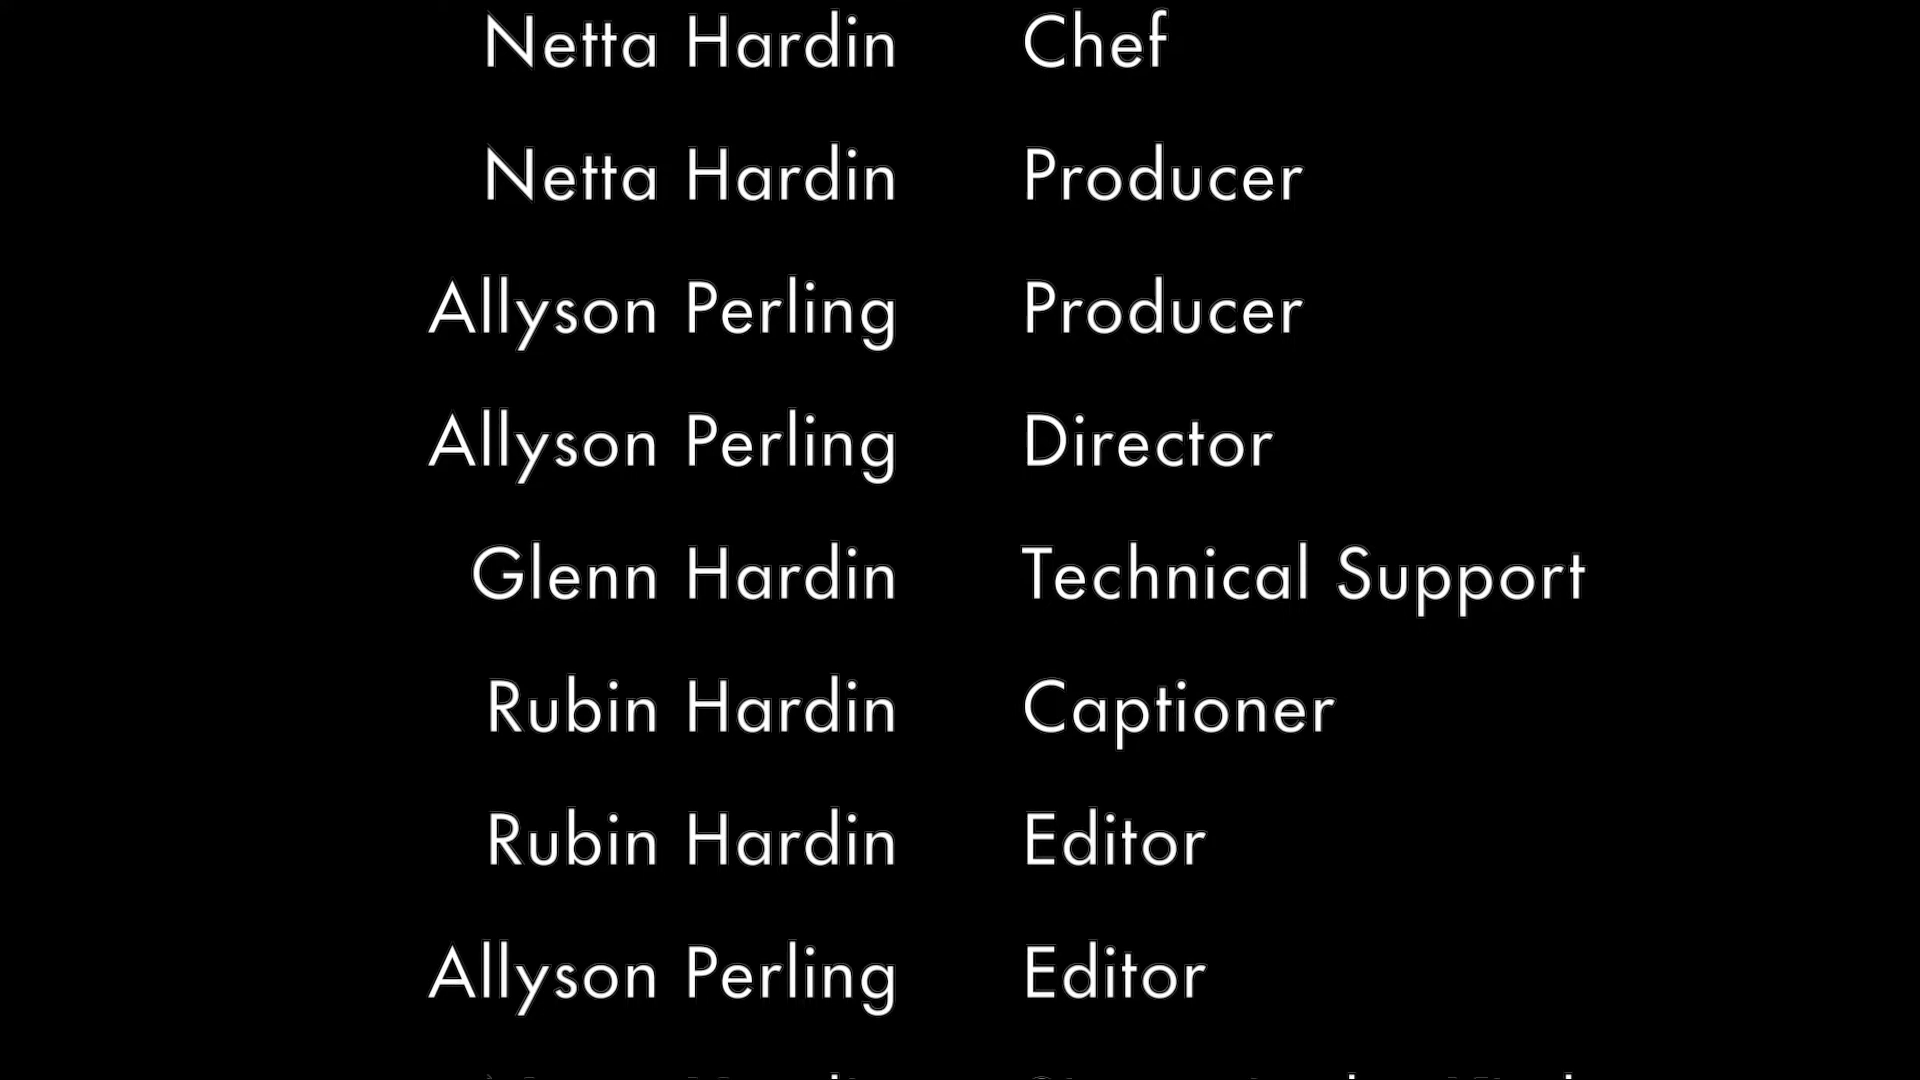 Netta Hardin Chef
Netta Hardin Producer
Allyson Perling Producer
Allyson Perling Director
Glenn Hardin Technical Support
Rubin Hardin Captioner
Rubin Hardin Editor
Allyson Perling Editor